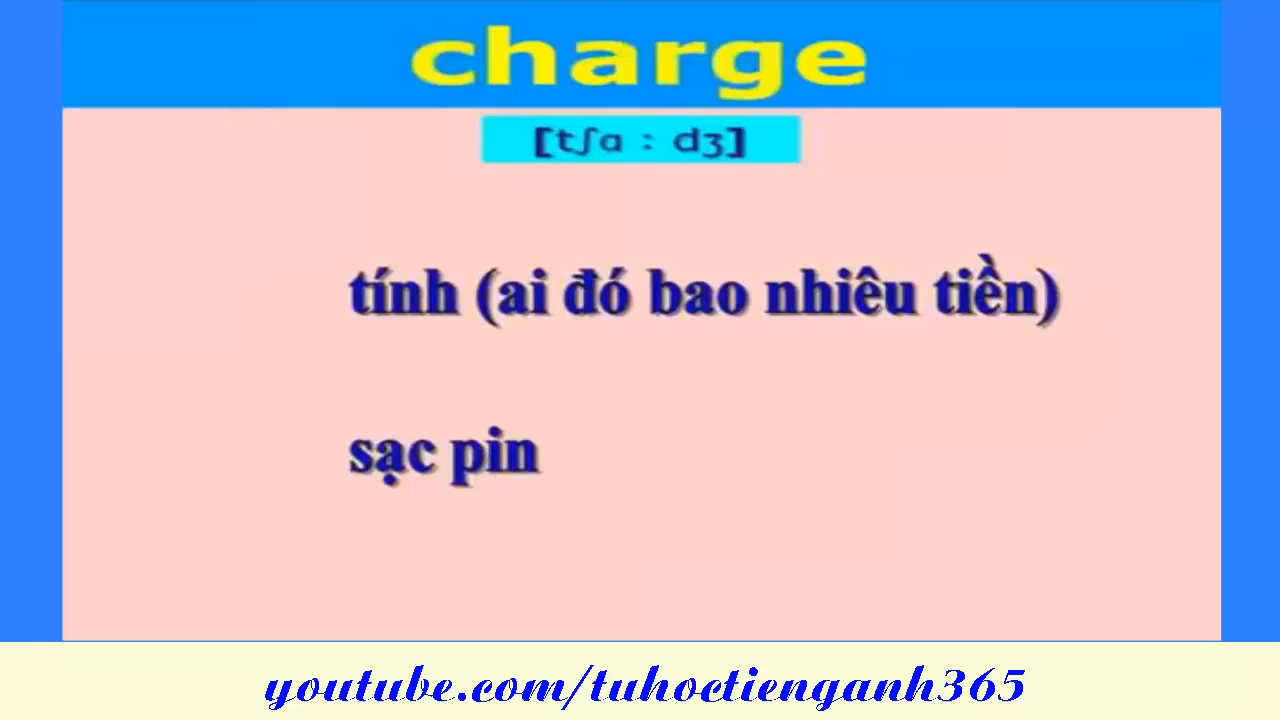 charge
[tʃɑ : dʒ]
tính (ai đó bao nhiêu tiền)
sạc pin
youtube.com/tuhoctienganh365